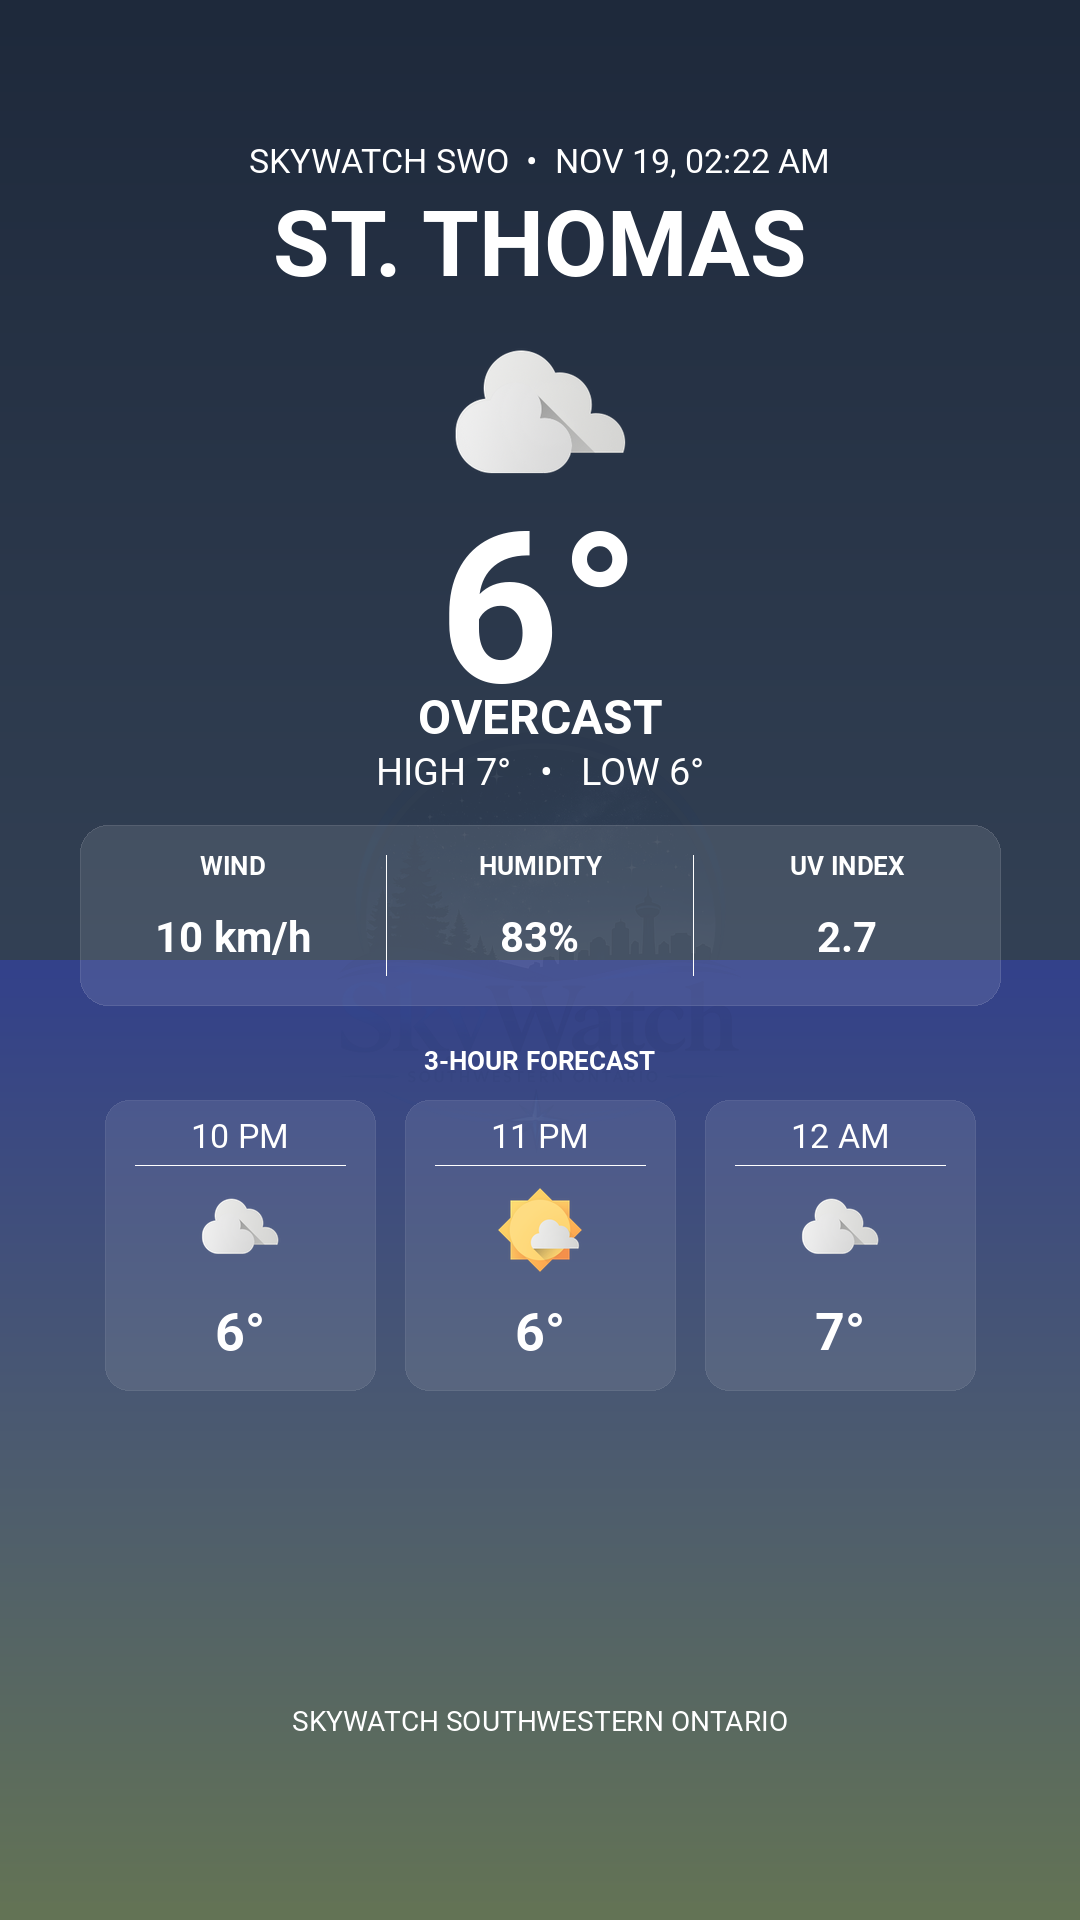 SKYWATCH SWO • NOV 19, 02:22 AM
ST. THOMAS
6°
OVERCAST
HIGH 7° • LOW 6°
WIND HUMIDITY UV INDEX
10 km/h 83% 2.7
SkyWatch
3-HOUR FORECAST
10 PM 11 PM 12 AM
6° 6° 7°
SKYWATCH SOUTHWESTERN ONTARIO